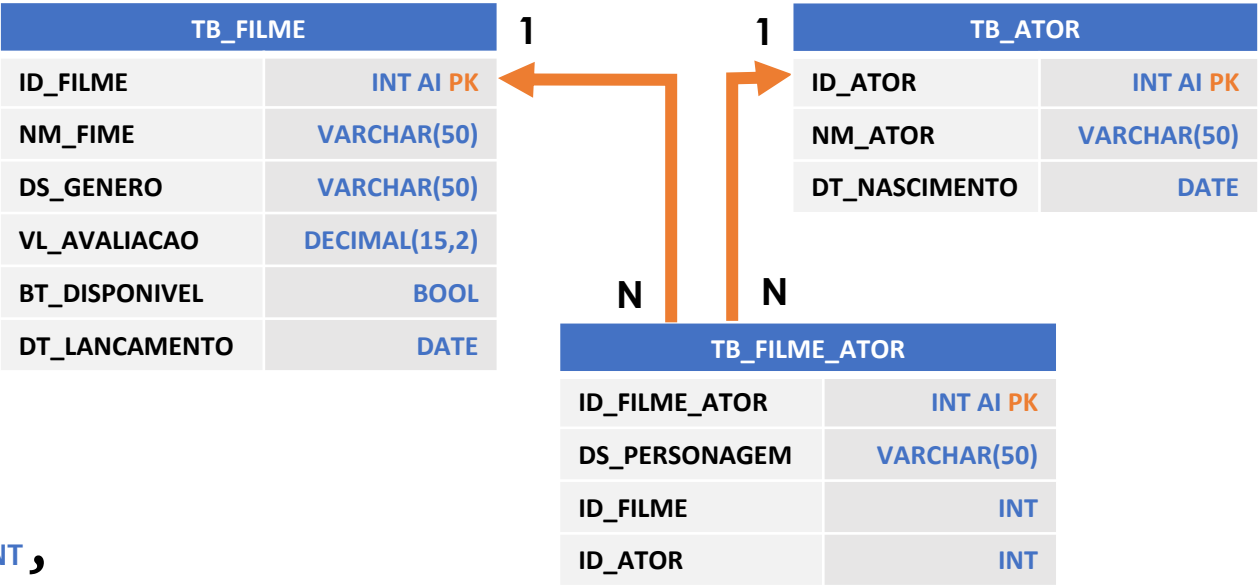 TB_FILME
ID_FILME INT AI PK
NM_FIME VARCHAR(50)
DS_GENERO VARCHAR(50)
VL_AVALIACAO DECIMAL(15,2)
BT_DISPONIVEL BOOL
DT_LANCAMENTO DATE
1
1
TB_ATOR
ID_ATOR INT AI PK
NM_ATOR VARCHAR(50)
DT_NASCIMENTO DATE
N
N
TB_FILME_ATOR
ID_FILME_ATOR INT AI PK
DS_PERSONAGEM VARCHAR(50)
ID_FILME INT
ID_ATOR INT